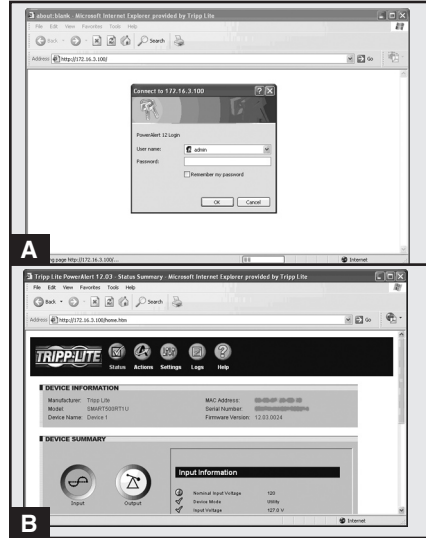 about:blank - Microsoft Internet Explorer provided by Tripp Lite
File Edit View Favorites Tools Help
Back Search
Address http://172.16.3.100/ Go
Connect to 172.16.3.100
PowerAlert 12 Login
User name: admin
Password:
Remember my password
OK Cancel
A
page http://172.16.3.100/... Internet
Tripp Lite PowerAlert 12.03 - Status Summary - Microsoft Internet Explorer provided by Tripp Lite
File Edit View Favorites Tools Help
Back Search
Address http://172.16.3.100/home.htm Go
TRIPP-LITE Status Actions Settings Logs Help
DEVICE INFORMATION
Manufacturer: Tripp Lite MAC Address:
Model: SMART500RT1U Serial Number:
Device Name: Device 1 Firmware Version: 12.03.0024
DEVICE SUMMARY
Input Output
Input Information
Nominal Input Voltage 120
Device Mode Utility
Input Voltage 127.0 V
B
Internet